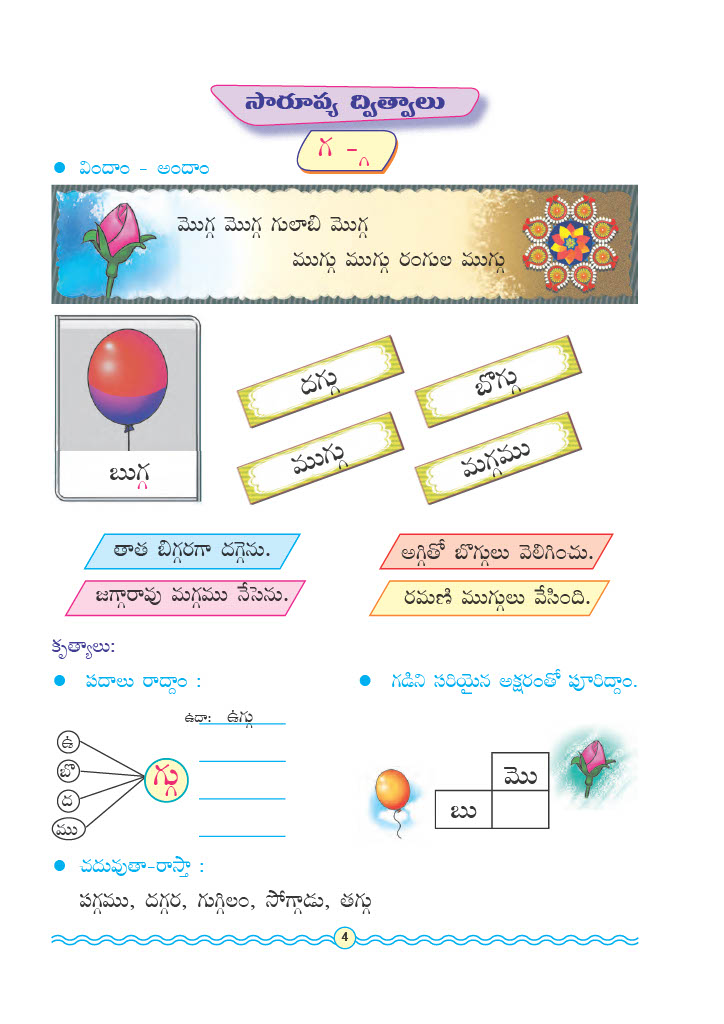 సారూప్య ద్విత్వాలు
గ -గ్గ
విందాం - అందాం
మొగ్గ మొగ్గ గులాబి మొగ్గ
ముగ్గు ముగ్గు రంగుల ముగ్గు
బుగ్గ
దగ్గు
బొగ్గు
ముగ్గు
మగ్గము
తాత బిగ్గరగా దగ్గెను.
అగ్గితో బొగ్గులు వెలిగించు.
జగ్గారావు మగ్గము నేసెను.
రమణి ముగ్గులు వేసింది.
కృత్యాలు:
పదాలు రాద్దాం :
ఉదా: ఉగ్గు
ఉ
బొ
ద
ము
గ్గు
గడిని సరియైన అక్షరంతో పూరిద్దాం.
మొ
బు
చదువుతా-రాస్తా :
పగ్గము, దగ్గర, గుగ్గిలం, సోగ్గాడు, తగ్గు
4